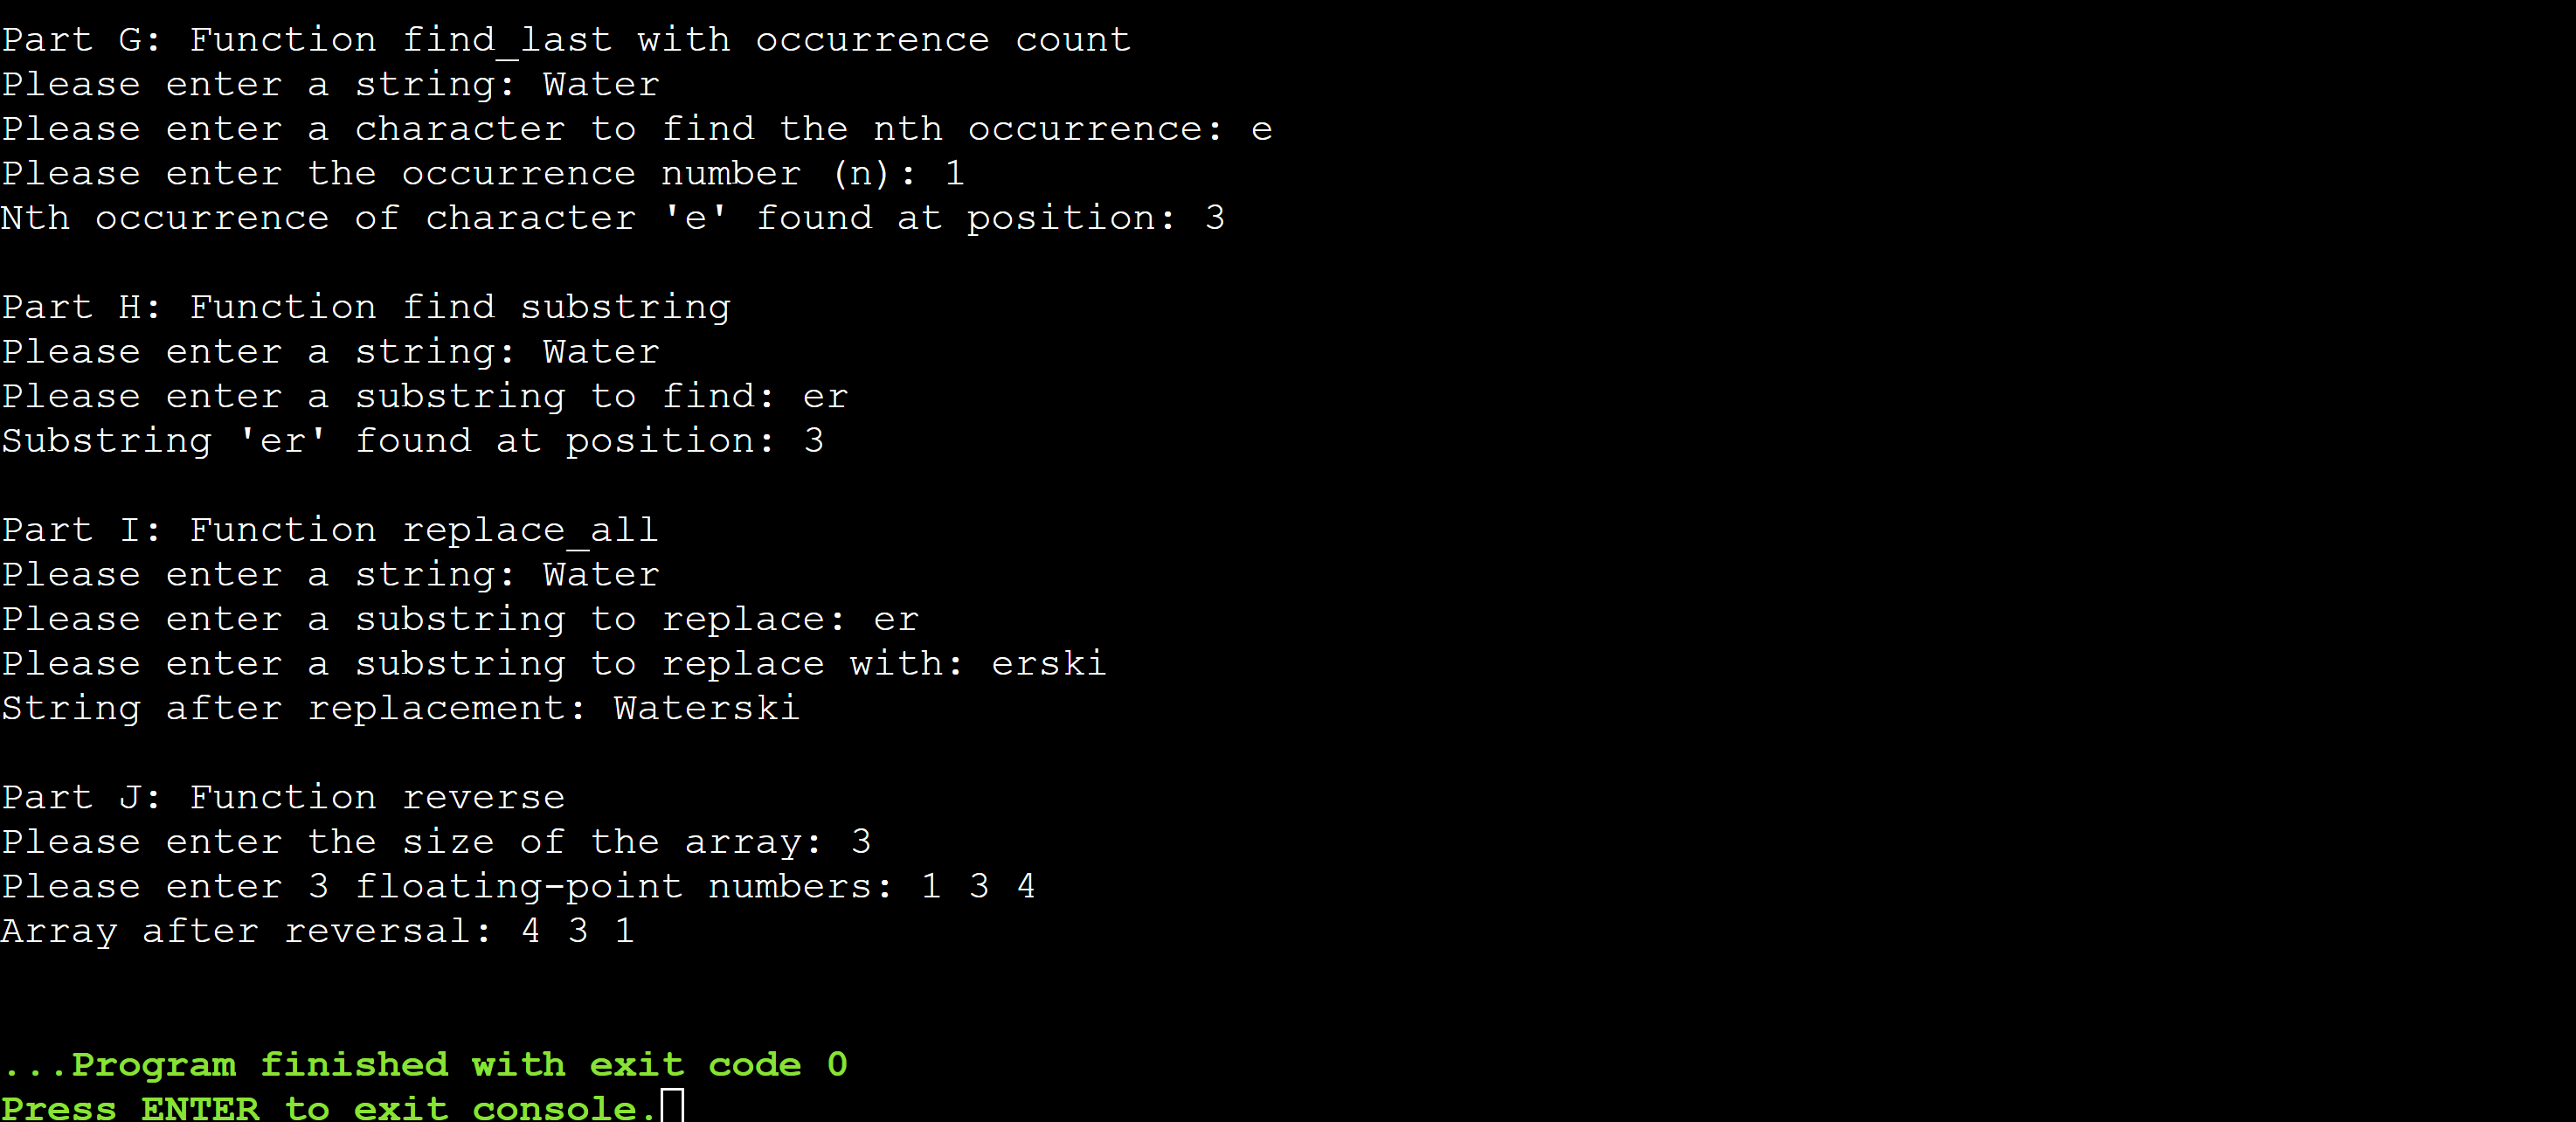 Part G: Function find_last with occurrence count
Please enter a string: Water
Please enter a character to find the nth occurrence: e
Please enter the occurrence number (n): 1
Nth occurrence of character 'e' found at position: 3
Part H: Function find substring
Please enter a string: Water
Please enter a substring to find: er
Substring 'er' found at position: 3
Part I: Function replace_all
Please enter a string: Water
Please enter a substring to replace: er
Please enter a substring to replace with: erski
String after replacement: Waterski
Part J: Function reverse
Please enter the size of the array: 3
Please enter 3 floating-point numbers: 1 3 4
Array after reversal: 4 3 1
...Program finished with exit code 0
Press ENTER to exit console.